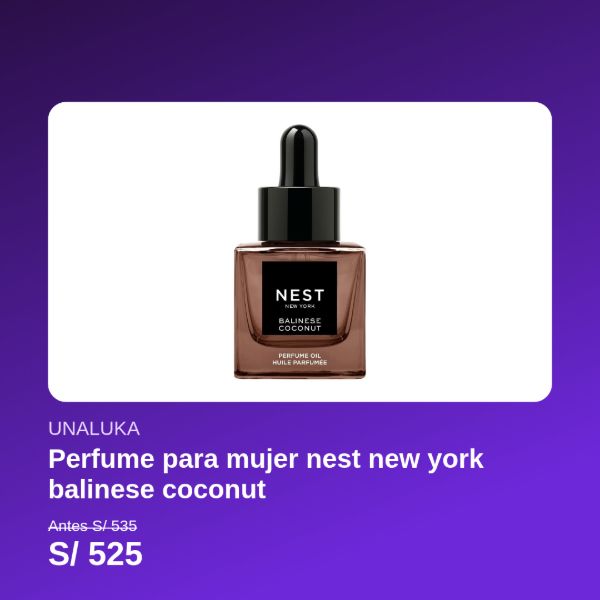 NEST
NEW YORK
BALINESE
COCONUT
PERFUME OIL
HUILE PARFUMÉE
UNALUKA
Perfume para mujer nest new york
balinese coconut
Antes S/ 535
S/ 525